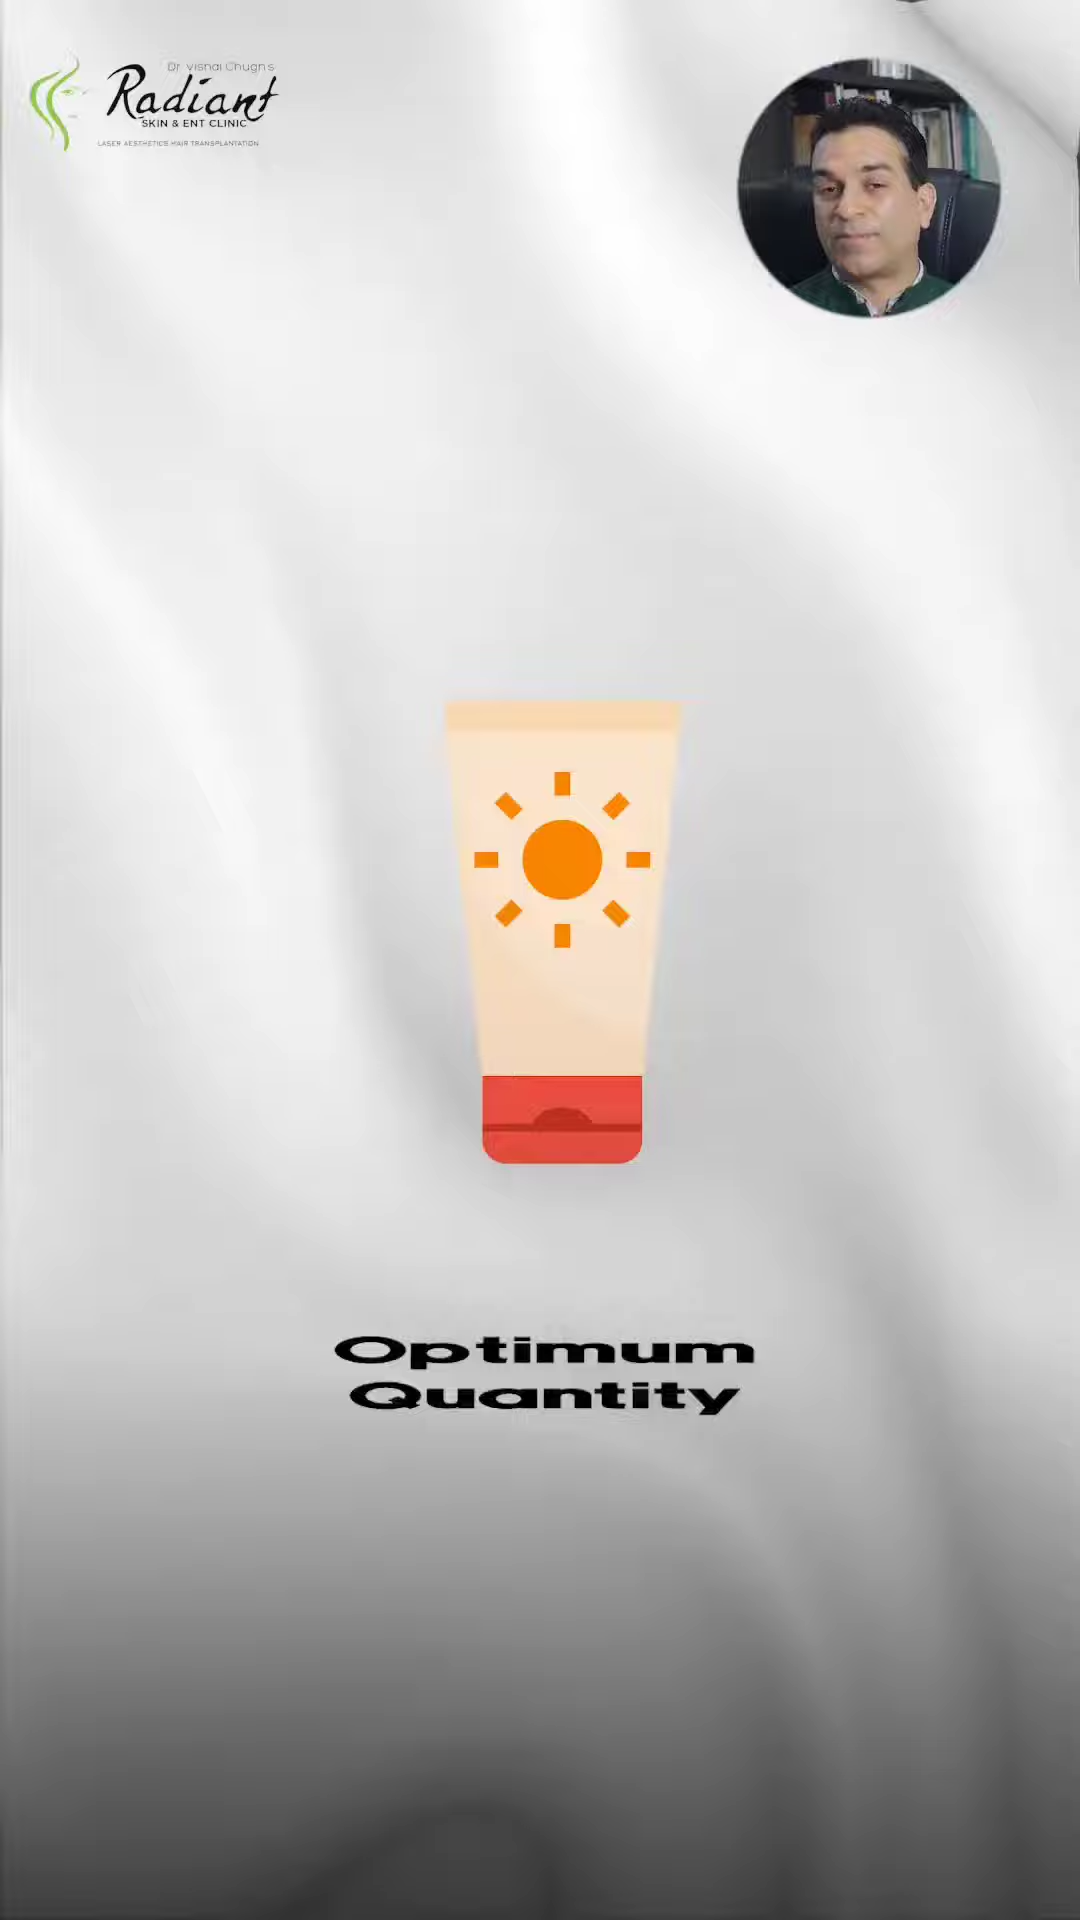 Dr. Vishal Chugh's
Radiant
SKIN & ENT CLINIC
LASER AESTHETICS HAIR TRANSPLANTATION
Optimum
Quantity